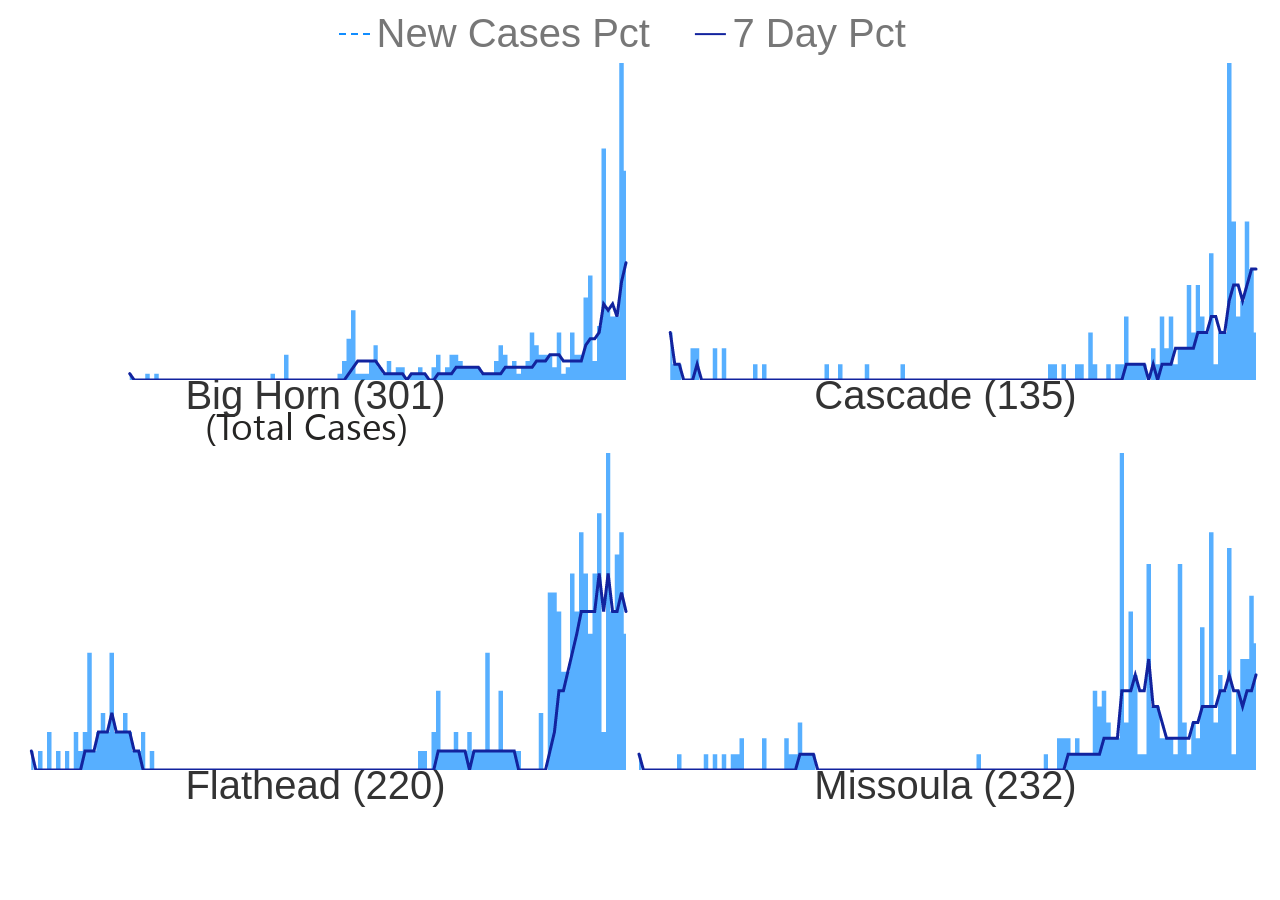 New Cases Pct 7 Day Pct
Big Horn (301) Cascade (135)
(Total Cases)
Flathead (220) Missoula (232)